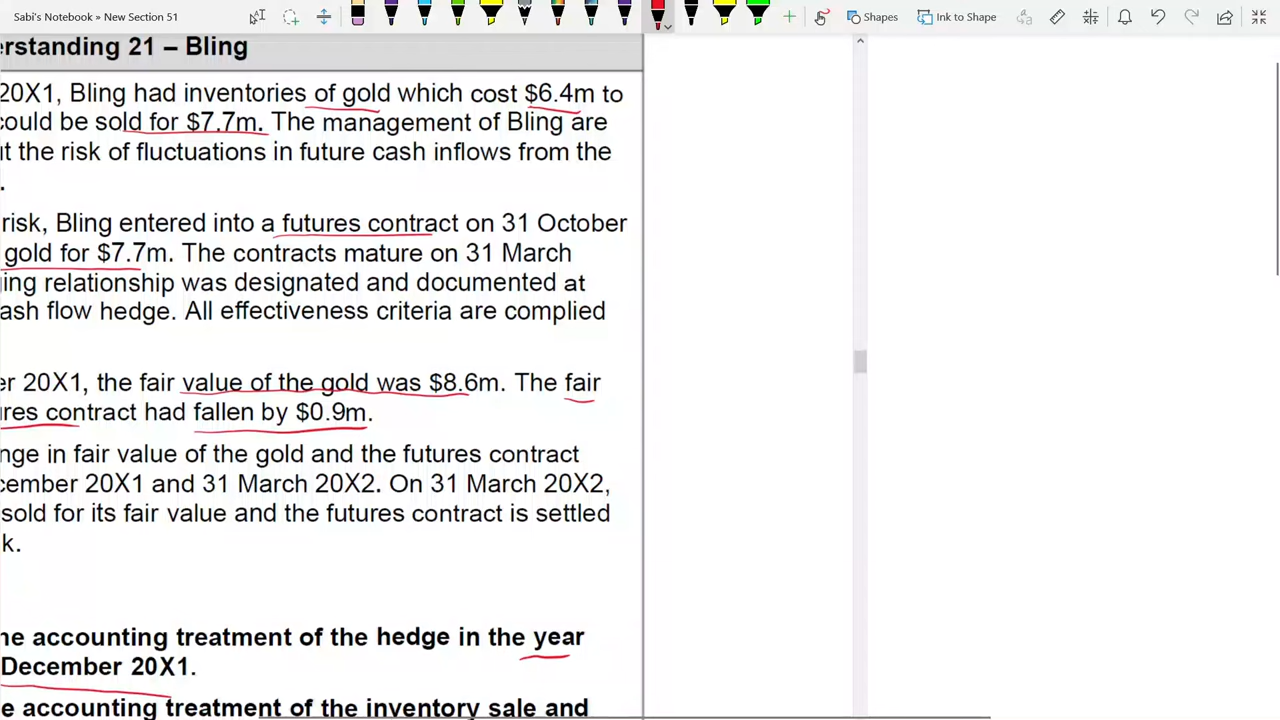 Sabi's Notebook » New Section 51
Shapes
Ink to Shape
erstanding 21 – Bling
20X1, Bling had inventories of gold which cost $6.4m to
could be sold for $7.7m. The management of Bling are
ut the risk of fluctuations in future cash inflows from the
.
risk, Bling entered into a futures contract on 31 October
gold for $7.7m. The contracts mature on 31 March
ing relationship was designated and documented at
ash flow hedge. All effectiveness criteria are complied
er 20X1, the fair value of the gold was $8.6m. The fair
ures contract had fallen by $0.9m.
nge in fair value of the gold and the futures contract
cember 20X1 and 31 March 20X2. On 31 March 20X2,
sold for its fair value and the futures contract is settled
k.
he accounting treatment of the hedge in the year
December 20X1.
e accounting treatment of the inventory sale and